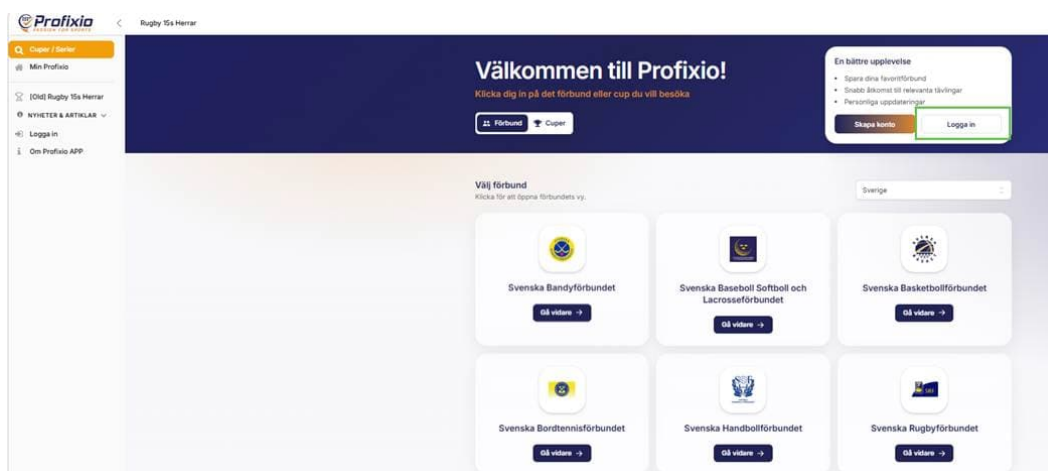 Profixio
PASSION FOR SPORTS
Rugby 15s Herrar
Cuper / Serier
Min Profixio
[Old] Rugby 15s Herrar
NYHETER & ARTIKLAR
Logga in
Om Profixio APP
Välkommen till Profixio!
Klicka dig in på det förbund eller cup du vill besöka
Förbund
Cuper
En bättre upplevelse
Spara dina favoritförbund
Snabb åtkomst till relevanta tävlingar
Personliga uppdateringar
Skapa konto
Logga in
Välj förbund
Klicka för att öppna förbundets vy.
Sverige
Svenska Bandyförbundet
Gå vidare →
Svenska Baseboll Softboll och
Lacrosseförbundet
Gå vidare →
Svenska Basketbollförbundet
Gå vidare →
Svenska Bordtennisförbundet
Gå vidare →
Svenska Handbollförbundet
Gå vidare →
SRF
Svenska Rugbyförbundet
Gå vidare →